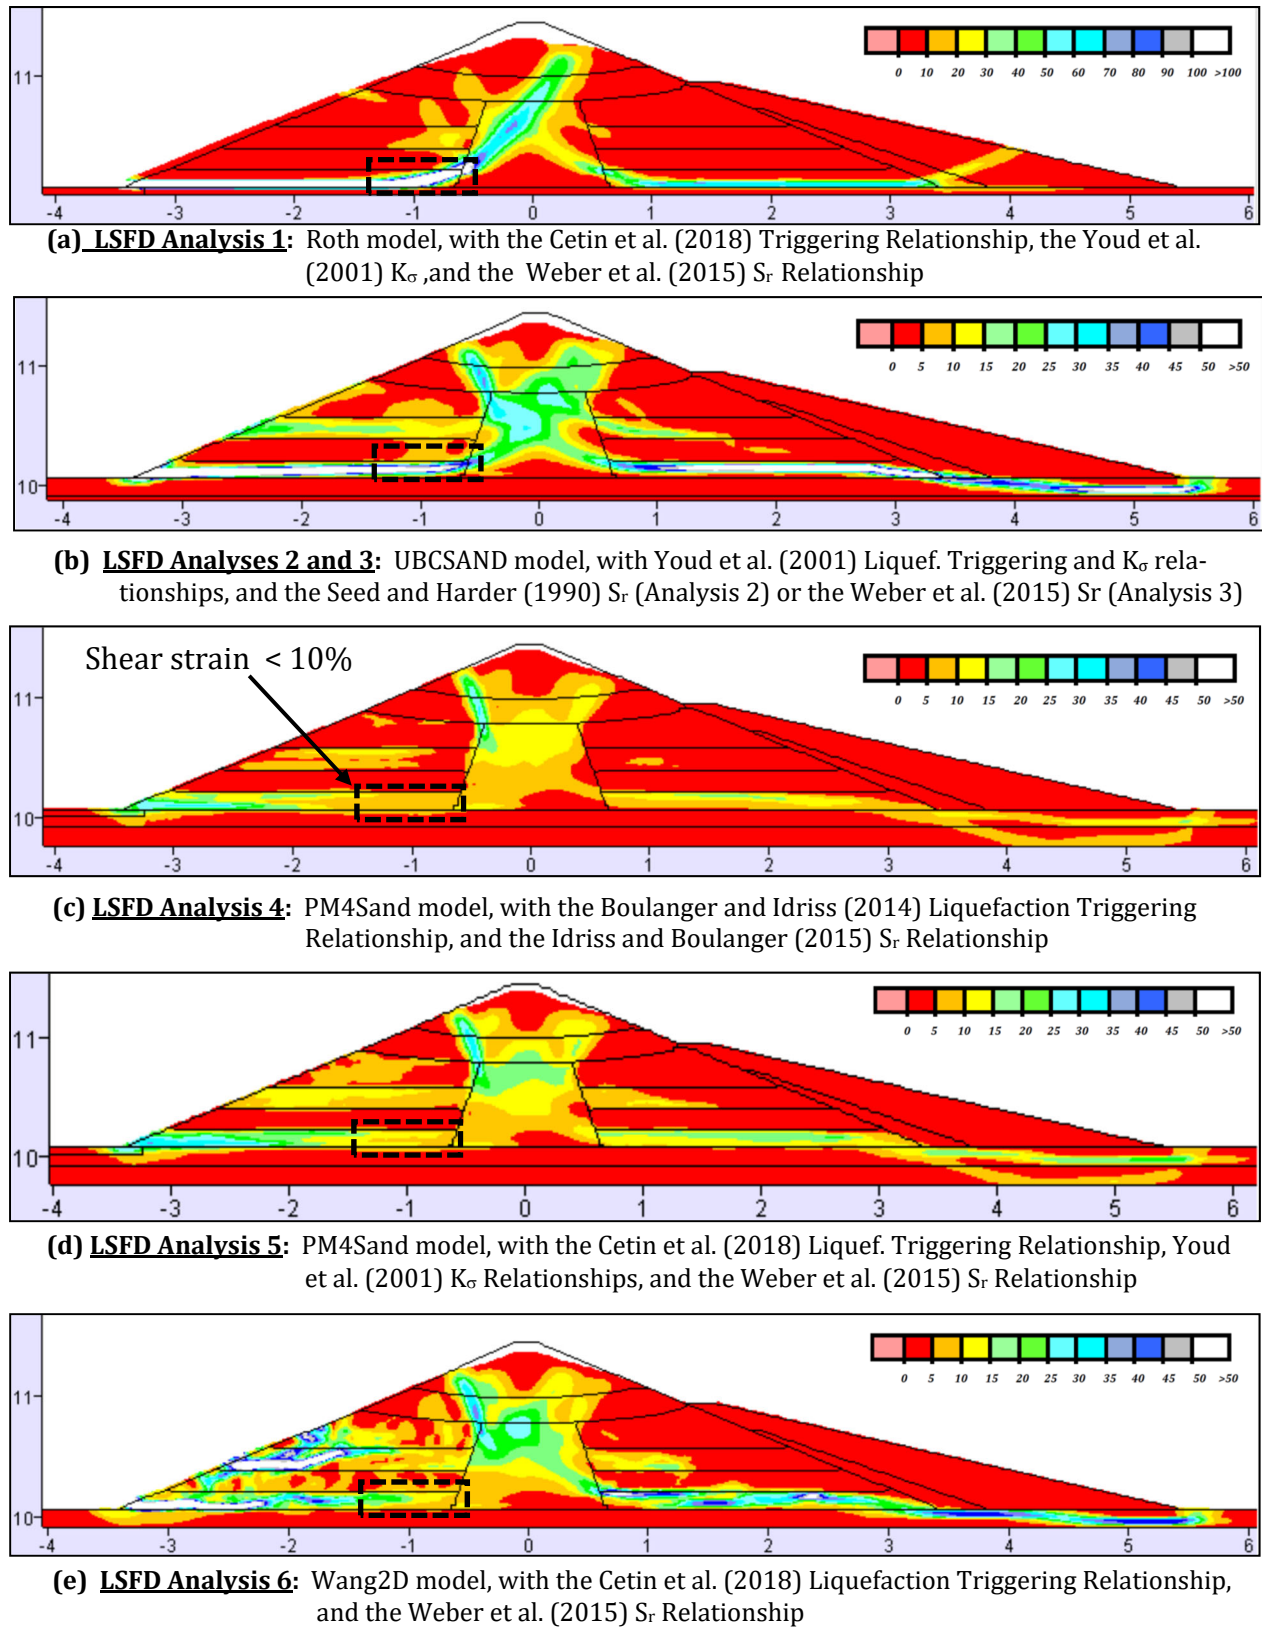 0 10 20 30 40 50 60 70 80 90 100 >100
11
-4 -3 -2 -1 0 1 2 3 4 5 6
(a) LSFD Analysis 1: Roth model, with the Cetin et al. (2018) Triggering Relationship, the Youd et al.
(2001) Kσ ,and the Weber et al. (2015) Sr Relationship
0 5 10 15 20 25 30 35 40 45 50 >50
11
10
-4 -3 -2 -1 0 1 2 3 4 5 6
(b) LSFD Analyses 2 and 3: UBCSAND model, with Youd et al. (2001) Liquef. Triggering and Kσ rela-
tionships, and the Seed and Harder (1990) Sr (Analysis 2) or the Weber et al. (2015) Sr (Analysis 3)
Shear strain < 10%
0 5 10 15 20 25 30 35 40 45 50 >50
11
10
-4 -3 -2 -1 0 1 2 3 4 5 6
(c) LSFD Analysis 4: PM4Sand model, with the Boulanger and Idriss (2014) Liquefaction Triggering
Relationship, and the Idriss and Boulanger (2015) Sr Relationship
0 5 10 15 20 25 30 35 40 45 50 >50
11
10
-4 -3 -2 -1 0 1 2 3 4 5 6
(d) LSFD Analysis 5: PM4Sand model, with the Cetin et al. (2018) Liquef. Triggering Relationship, Youd
et al. (2001) Kσ Relationships, and the Weber et al. (2015) Sr Relationship
0 5 10 15 20 25 30 35 40 45 50 >50
11
10
-4 -3 -2 -1 0 1 2 3 4 5 6
(e) LSFD Analysis 6: Wang2D model, with the Cetin et al. (2018) Liquefaction Triggering Relationship,
and the Weber et al. (2015) Sr Relationship